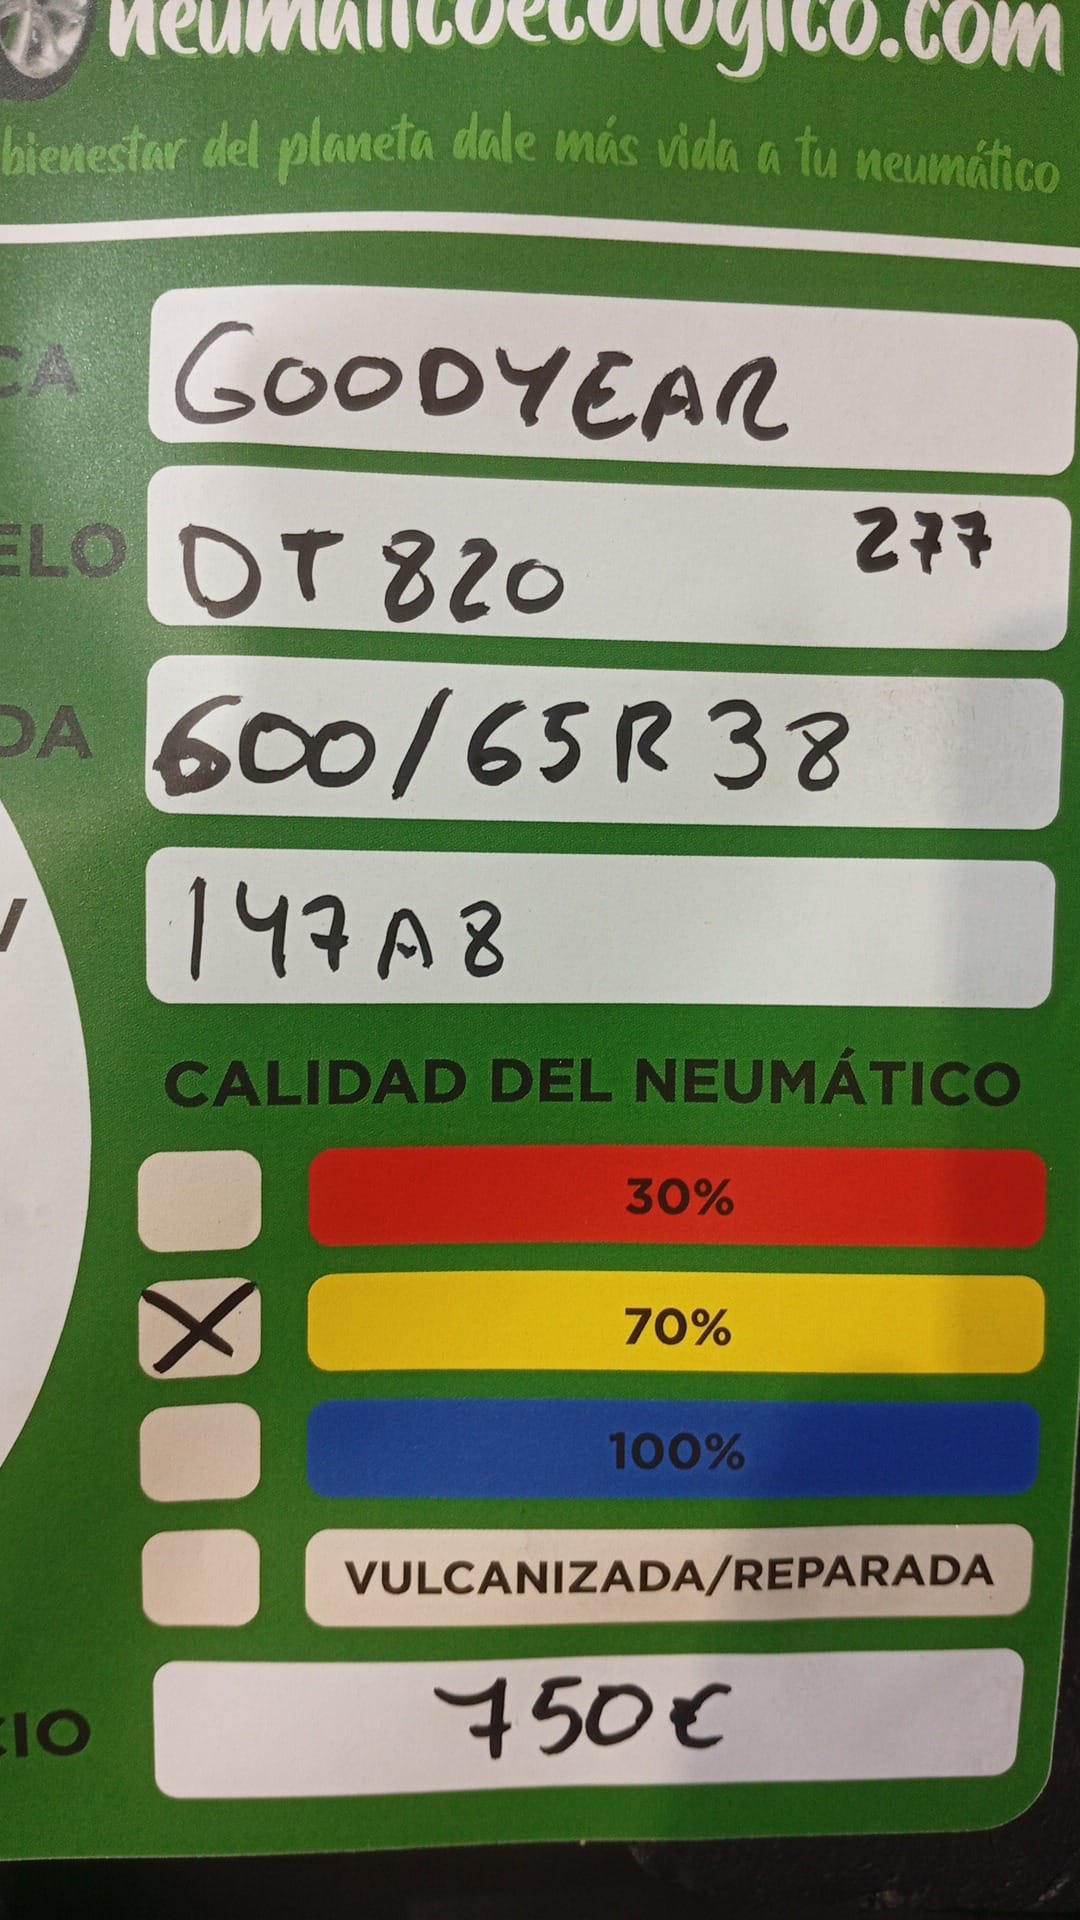 neumaticoecologico.com
bienestar del planeta dale más vida a tu neumático
CA GOODYEAR
ELO DT 820 277
DA 600/65R38
V 147A8
CALIDAD DEL NEUMÁTICO
30%
X 70%
100%
VULCANIZADA/REPARADA
CIO 750€